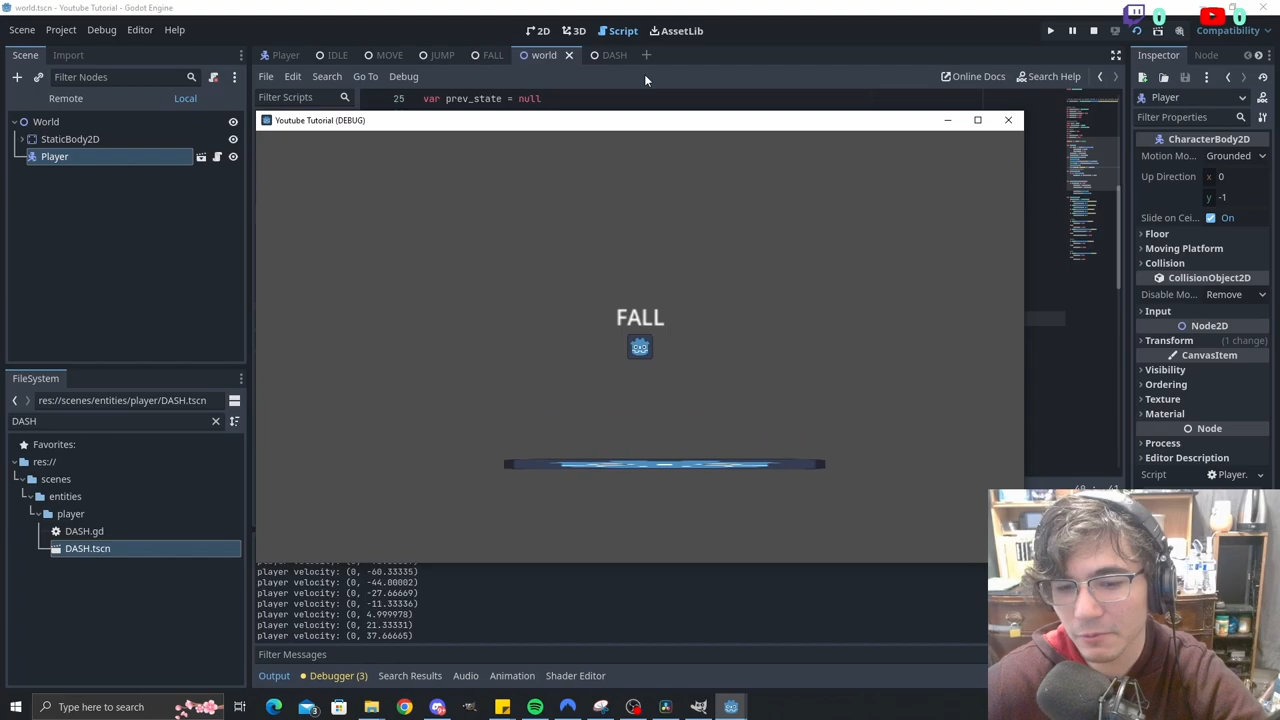 world.tscn - Youtube Tutorial - Godot Engine
0
0
Scene Project Debug Editor Help
2D 3D Script AssetLib
Compatibility
Scene Import
Player IDLE MOVE JUMP FALL world DASH
Inspector Node
Filter Nodes
File Edit Search Go To Debug
Online Docs Search Help
Remote Local
Filter Scripts
25 var prev_state = null
Player
Filter Properties
World
StaticBody2D
Player
Youtube Tutorial (DEBUG)
FALL
CharacterBody2D
Motion Mo... Grounded
Up Direction x 0
y -1
Slide on Cei... On
Floor
Moving Platform
Collision
CollisionObject2D
Disable Mo... Remove
Input
Node2D
Transform (1 change)
CanvasItem
Visibility
Ordering
Texture
Material
Node
Process
Editor Description
Script Player.
FileSystem
res://scenes/entities/player/DASH.tscn
DASH
Favorites:
res://
scenes
entities
player
DASH.gd
DASH.tscn
player velocity: (0, -60.33335)
player velocity: (0, -44.00002)
player velocity: (0, -27.66669)
player velocity: (0, -11.33336)
player velocity: (0, 4.999978)
player velocity: (0, 21.33331)
player velocity: (0, 37.66665)
Filter Messages
Output Debugger (3) Search Results Audio Animation Shader Editor
Type here to search